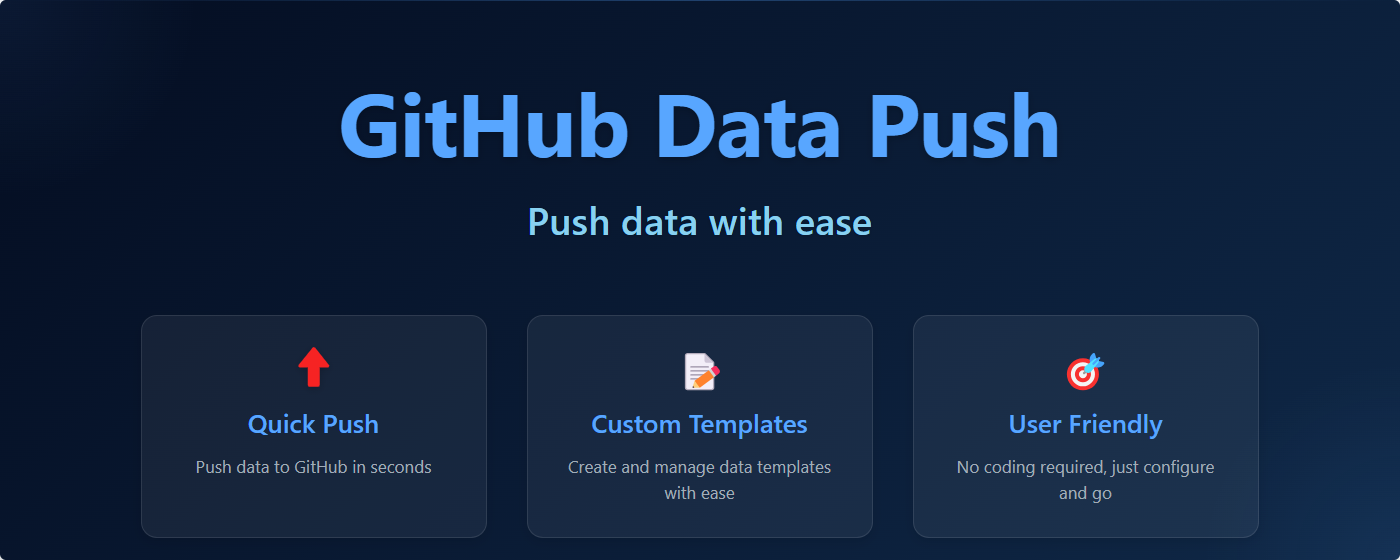 GitHub Data Push
Push data with ease
Quick Push
Push data to GitHub in seconds
Custom Templates
Create and manage data templates
with ease
User Friendly
No coding required, just configure
and go